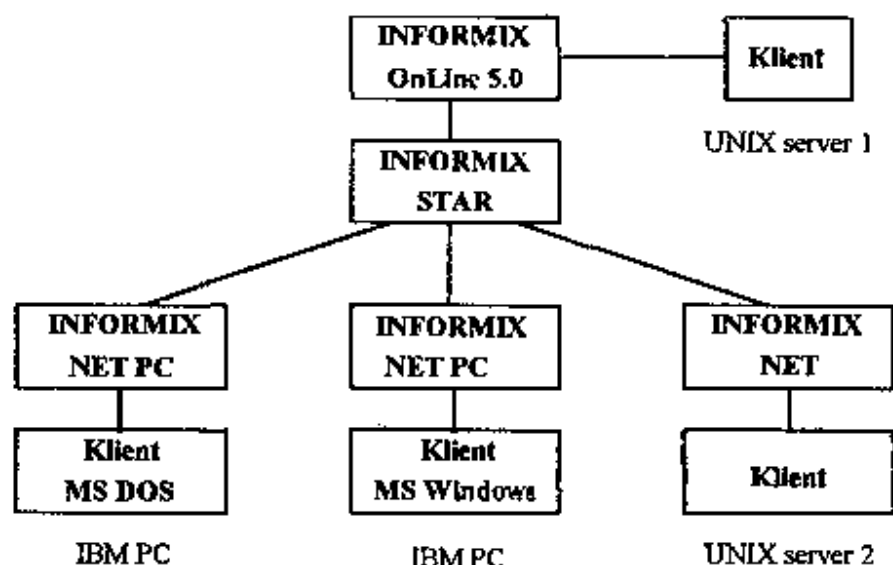 INFORMIX
OnLine 5.0
Klient
UNIX server 1
INFORMIX
STAR
INFORMIX
NET PC
INFORMIX
NET PC
INFORMIX
NET
Klient
MS DOS
Klient
MS Windows
Klient
IBM PC
IBM PC
UNIX server 2